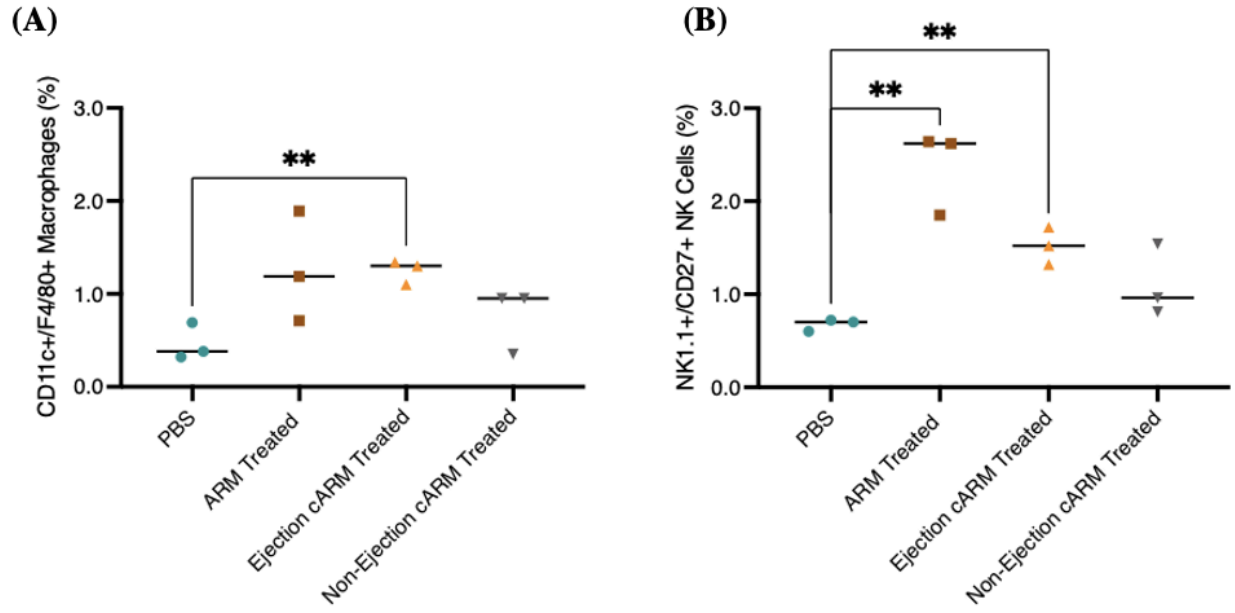 (A)
CD11c+/F4/80+ Macrophages (%)
3.0
2.0
1.0
0.0
**
PBS
ARM Treated
Ejection cARM Treated
Non-Ejection cARM Treated
(B)
NK1.1+/CD27+ NK Cells (%)
3.0
2.0
1.0
0.0
**
**
PBS
ARM Treated
Ejection cARM Treated
Non-Ejection cARM Treated